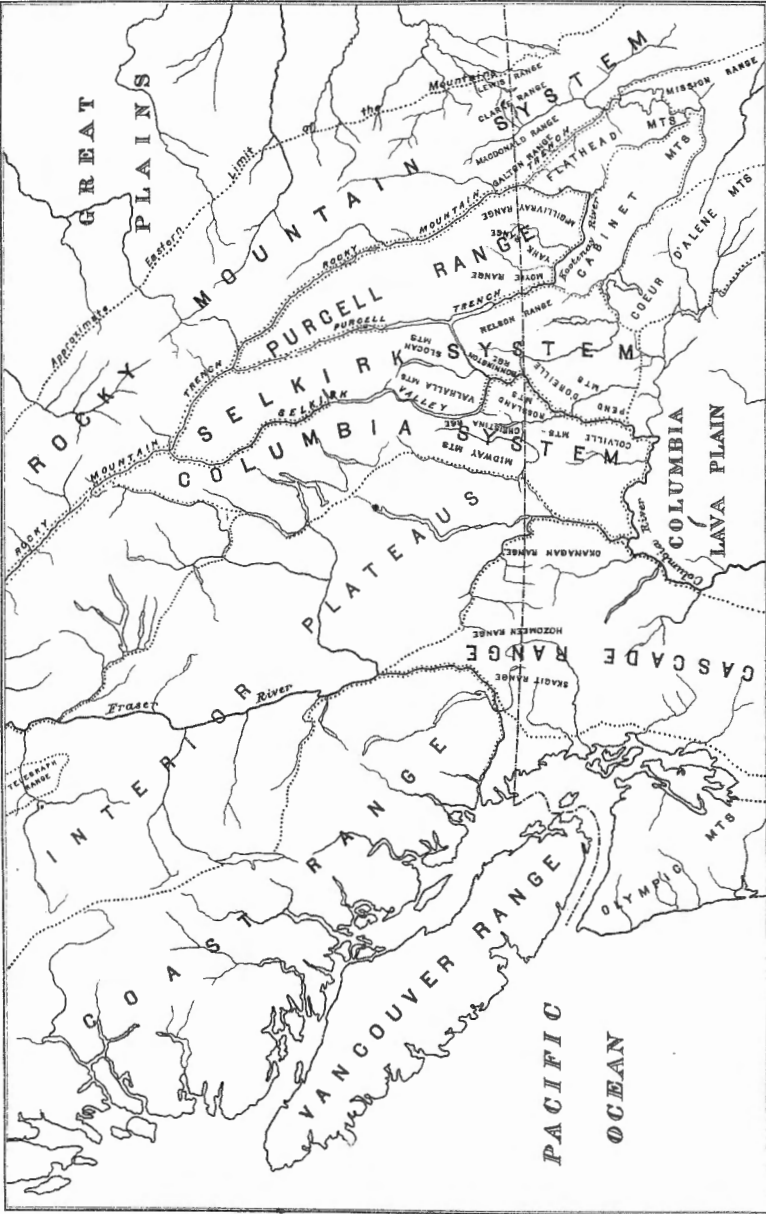 GREAT
PLAINS
Approximate Eastern Limit of the Mountains
ROCKY MOUNTAIN SYSTEM
LEWIS RANGE
CLARKE RANGE
MACDONALD RANGE
GALTON RANGE
MISSION RANGE
FLATHEAD MTS
ROCKY MOUNTAIN TRENCH
ROCKY MOUNTAIN TRENCH
PURCELL RANGE
MCGILLIVRAY RANGE
YAHK RANGE
MOYIE RANGE
Kootenay River
CABINET MTS
COEUR D'ALENE MTS
PURCELL TRENCH
SELKIRK SYSTEM
NELSON RANGE
SLOCAN MTS
BONNINGTON RGE
VALHALLA MTS
ROSSLAND MTS
PEND D'OREILLE MTS
SELKIRK VALLEY
COLUMBIA SYSTEM
CHRISTINA RGE
COLVILLE MTS
MIDWAY MTS
COLUMBIA
LAVA PLAIN
Columbia River
INTERIOR PLATEAUS
OKANAGAN RANGE
HOZOMEEN RANGE
SKAGIT RANGE
CASCADE RANGE
Fraser River
TELEGRAPH
RANGE
COAST RANGE
VANCOUVER RANGE
OLYMPIC MTS
PACIFIC
OCEAN